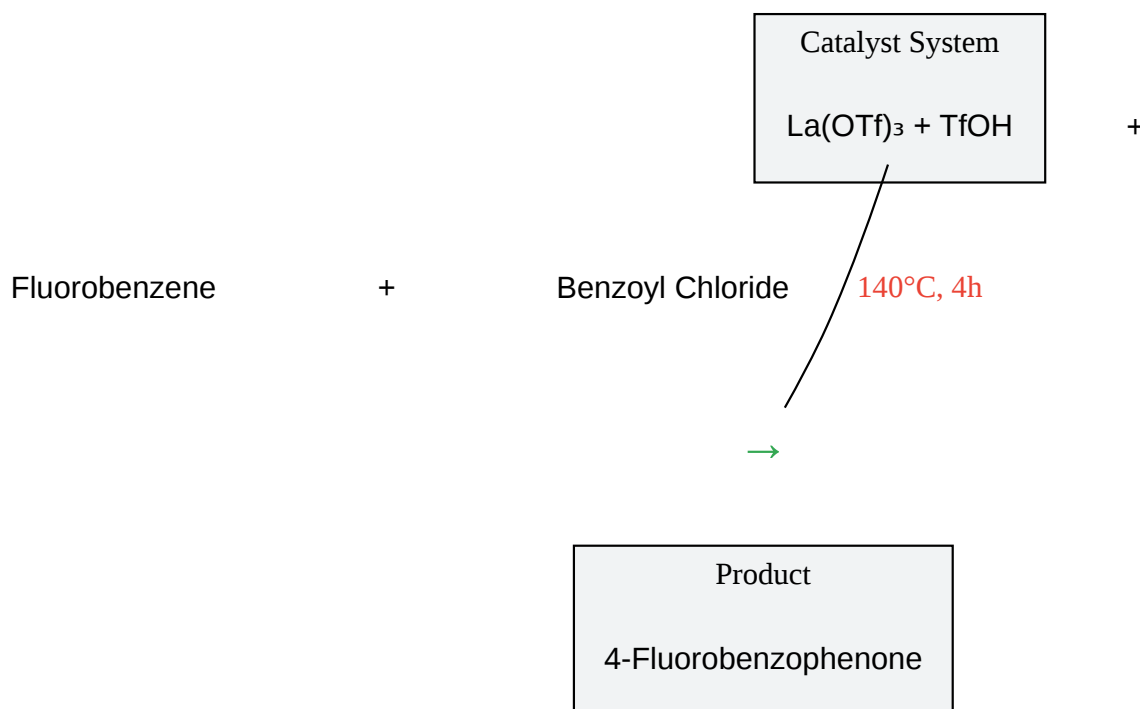 Catalyst System
La(OTf)₃ + TfOH +
Fluorobenzene + Benzoyl Chloride 140°C, 4h
→
Product
4-Fluorobenzophenone